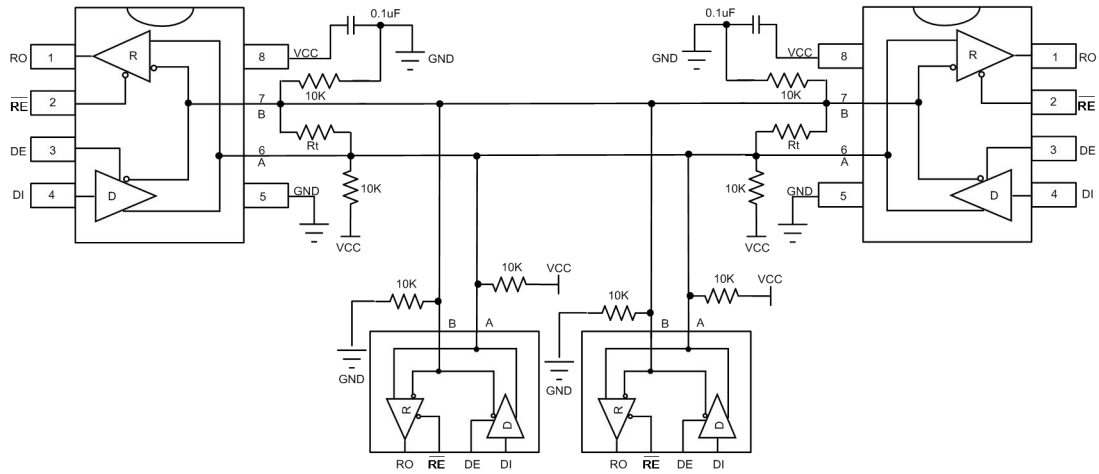 0.1uF
0.1uF
RO 1
R
8 VCC
GND
GND
VCC 8
R
1 RO
10K
10K
RE 2
7
B
7
B
2 RE
DE 3
Rt
Rt
3 DE
6
A
6
A
DI 4
D
5 GND
10K
10K
GND 5
D
4 DI
VCC
VCC
10K
VCC
10K
VCC
10K
10K
B A
B A
GND
GND
R
D
R
D
RO RE DE DI
RO RE DE DI